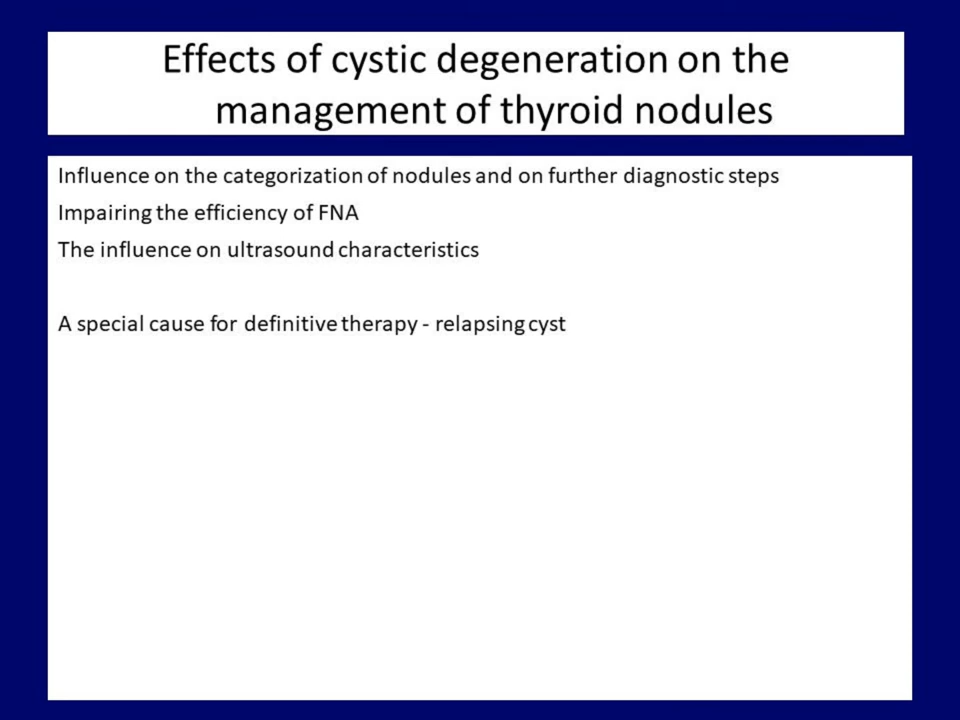 Effects of cystic degeneration on the
management of thyroid nodules
Influence on the categorization of nodules and on further diagnostic steps
Impairing the efficiency of FNA
The influence on ultrasound characteristics
A special cause for definitive therapy - relapsing cyst